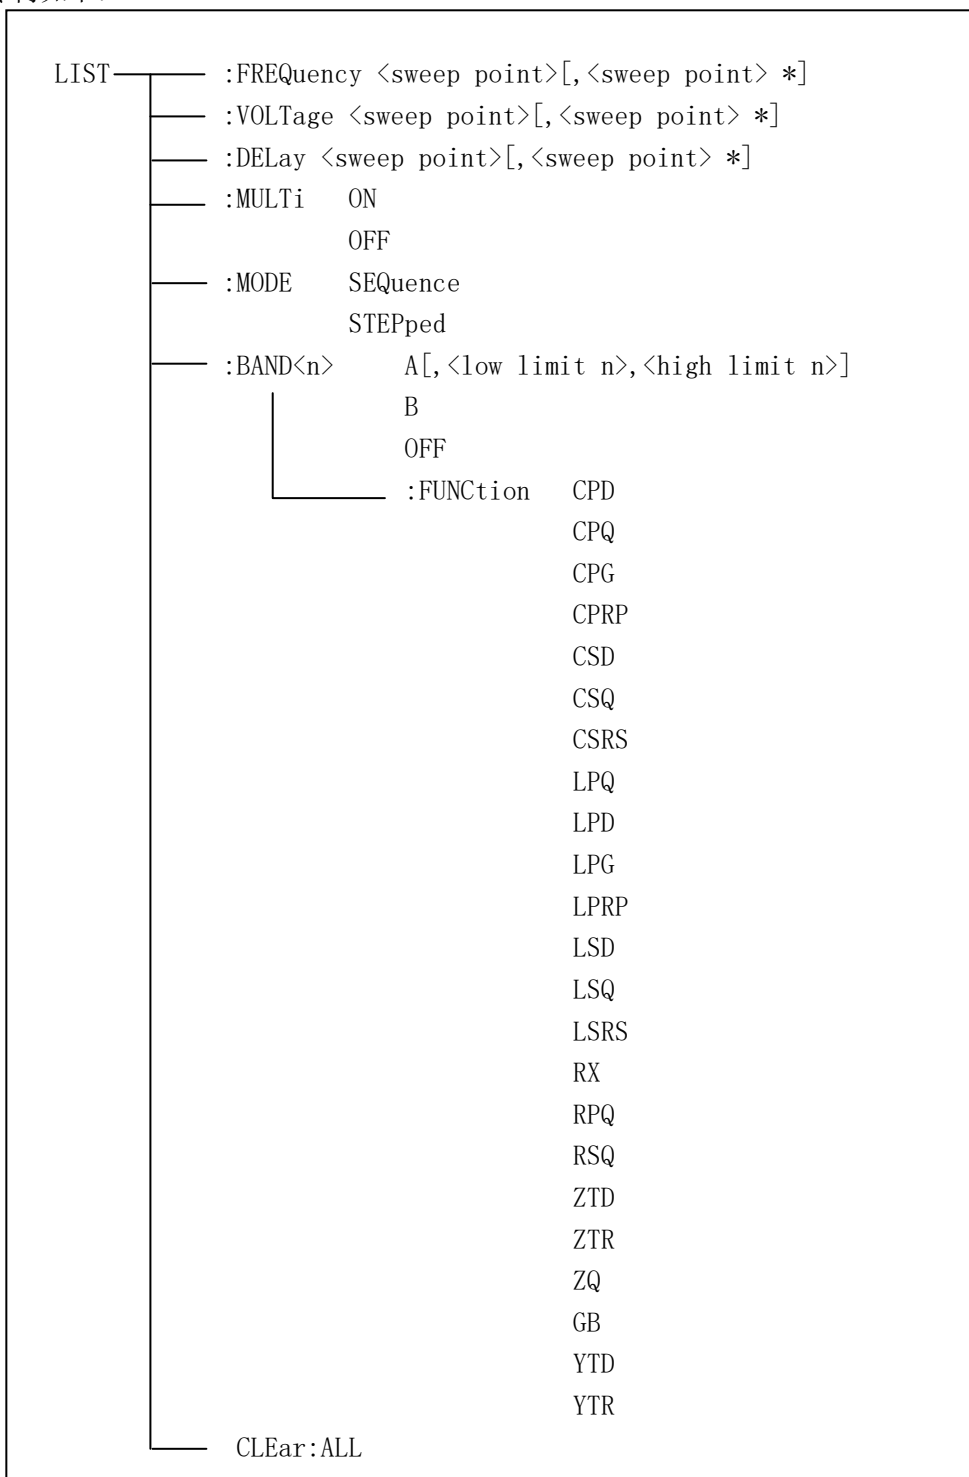 LIST :FREQuency <sweep point>[,<sweep point> *]
:VOLTage <sweep point>[,<sweep point> *]
:DELay <sweep point>[,<sweep point> *]
:MULTi ON
OFF
:MODE SEQuence
STEPped
:BAND<n> A[,<low limit n>,<high limit n>]
B
OFF
:FUNCtion CPD
CPQ
CPG
CPRP
CSD
CSQ
CSRS
LPQ
LPD
LPG
LPRP
LSD
LSQ
LSRS
RX
RPQ
RSQ
ZTD
ZTR
ZQ
GB
YTD
YTR
CLEar:ALL